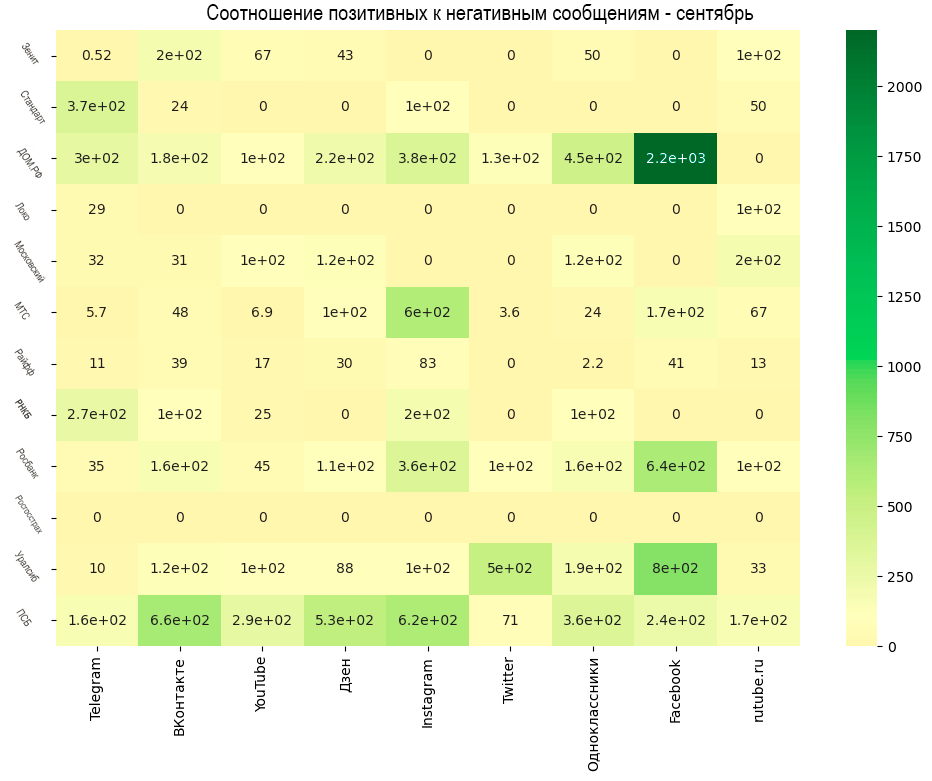 Соотношение позитивных к негативным сообщениям - сентябрь
Зенит 0.52 2e+02 67 43 0 0 50 0 1e+02
Стандарт 3.7e+02 24 0 0 1e+02 0 0 0 50
ДОМ.РФ 3e+02 1.8e+02 1e+02 2.2e+02 3.8e+02 1.3e+02 4.5e+02 2.2e+03 0
Локо 29 0 0 0 0 0 0 0 1e+02
Московский 32 31 1e+02 1.2e+02 0 0 1.2e+02 0 2e+02
МТС 5.7 48 6.9 1e+02 6e+02 3.6 24 1.7e+02 67
Райфф 11 39 17 30 83 0 2.2 41 13
РНКБ 2.7e+02 1e+02 25 0 2e+02 0 1e+02 0 0
Росбанк 35 1.6e+02 45 1.1e+02 3.6e+02 1e+02 1.6e+02 6.4e+02 1e+02
Росгосстрах 0 0 0 0 0 0 0 0 0
Уралсиб 10 1.2e+02 1e+02 88 1e+02 5e+02 1.9e+02 8e+02 33
ПСБ 1.6e+02 6.6e+02 2.9e+02 5.3e+02 6.2e+02 71 3.6e+02 2.4e+02 1.7e+02
Telegram ВКонтакте YouTube Дзен Instagram Twitter Одноклассники Facebook rutube.ru
2000
1750
1500
1250
1000
750
500
250
0